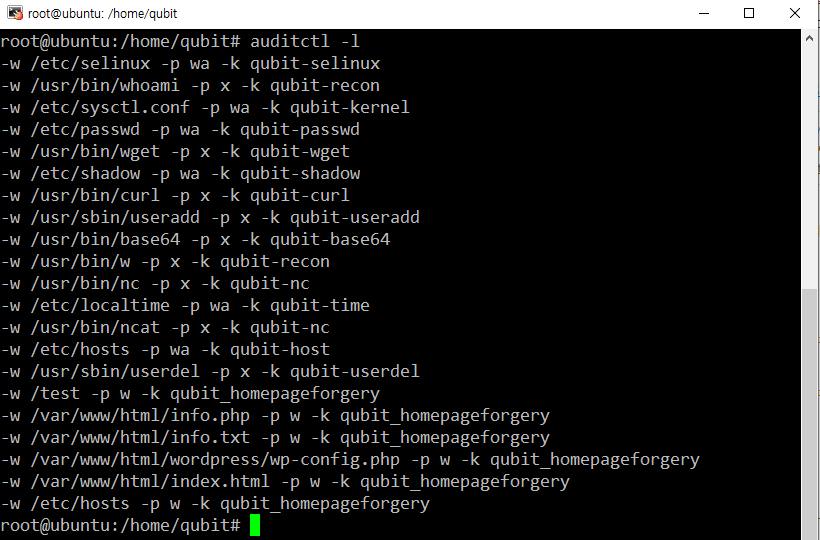 root@ubuntu: /home/qubit
root@ubuntu:/home/qubit# auditctl -l
-w /etc/selinux -p wa -k qubit-selinux
-w /usr/bin/whoami -p x -k qubit-recon
-w /etc/sysctl.conf -p wa -k qubit-kernel
-w /etc/passwd -p wa -k qubit-passwd
-w /usr/bin/wget -p x -k qubit-wget
-w /etc/shadow -p wa -k qubit-shadow
-w /usr/bin/curl -p x -k qubit-curl
-w /usr/sbin/useradd -p x -k qubit-useradd
-w /usr/bin/base64 -p x -k qubit-base64
-w /usr/bin/w -p x -k qubit-recon
-w /usr/bin/nc -p x -k qubit-nc
-w /etc/localtime -p wa -k qubit-time
-w /usr/bin/ncat -p x -k qubit-nc
-w /etc/hosts -p wa -k qubit-host
-w /usr/sbin/userdel -p x -k qubit-userdel
-w /test -p w -k qubit_homepageforgery
-w /var/www/html/info.php -p w -k qubit_homepageforgery
-w /var/www/html/info.txt -p w -k qubit_homepageforgery
-w /var/www/html/wordpress/wp-config.php -p w -k qubit_homepageforgery
-w /var/www/html/index.html -p w -k qubit_homepageforgery
-w /etc/hosts -p w -k qubit_homepageforgery
root@ubuntu:/home/qubit#